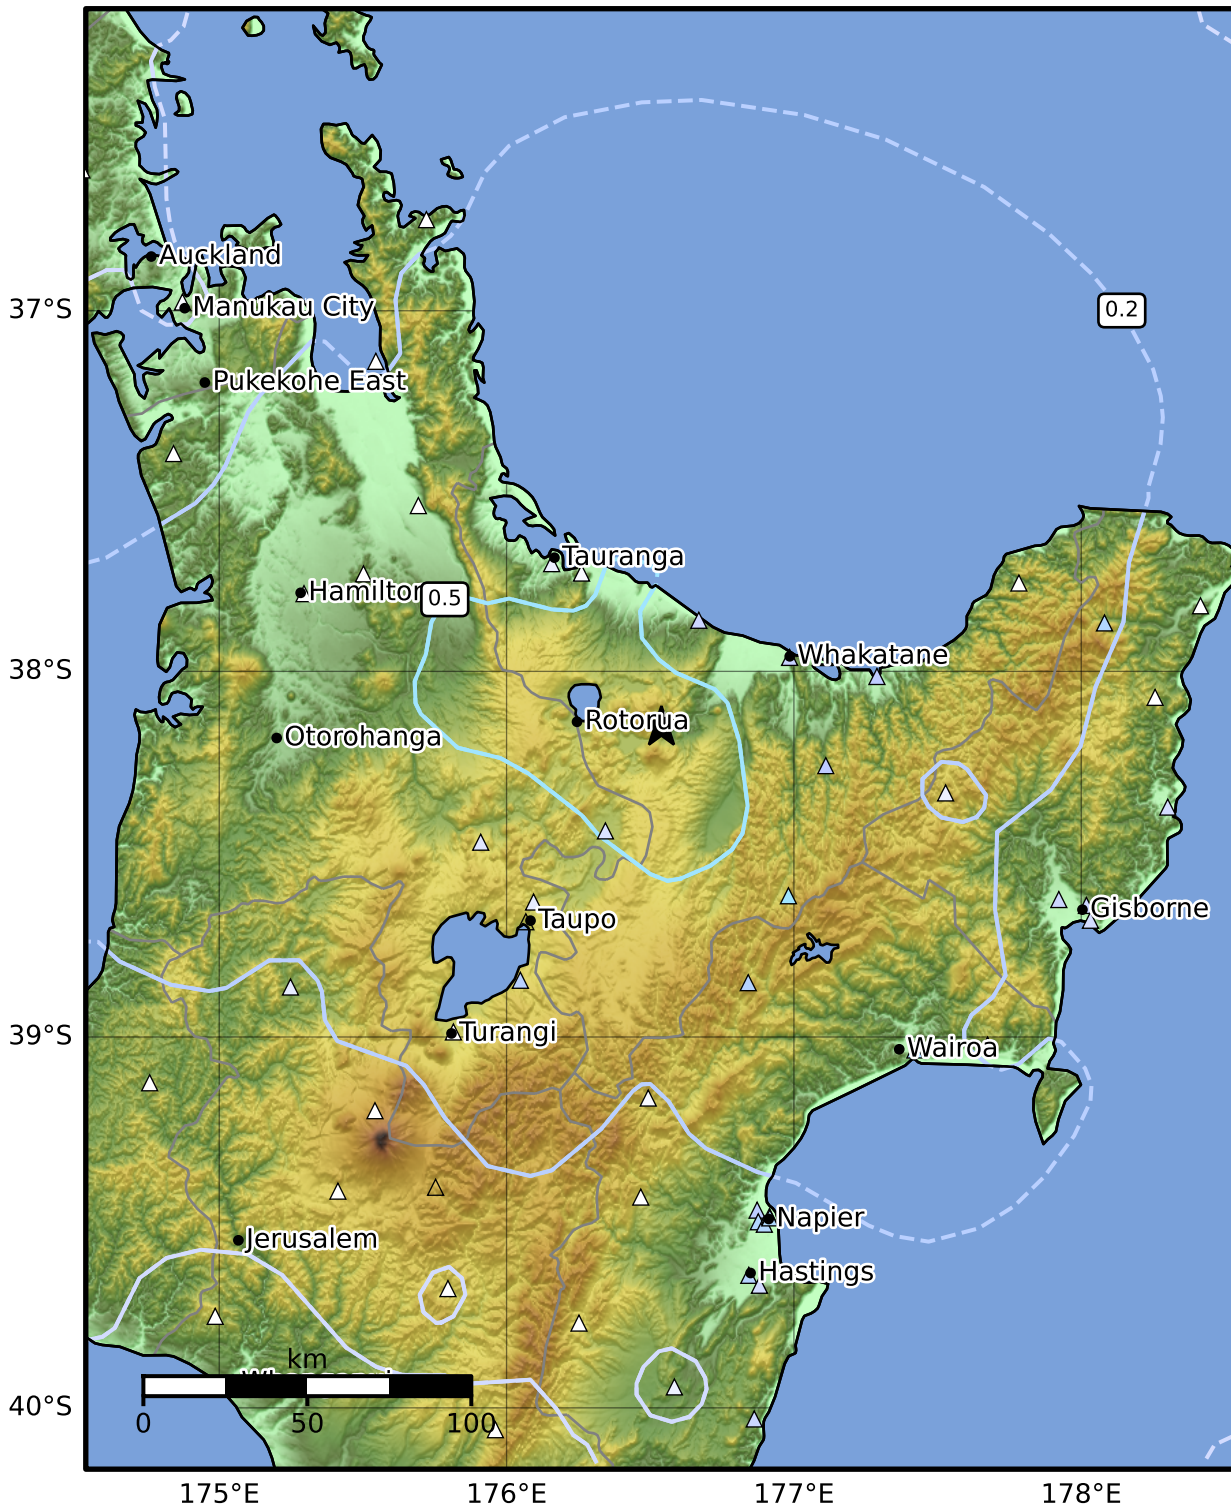 Auckland
37°S
Manukau City
0.2
Pukekohe East
Tauranga
Hamilton
0.5
Whakatane
38°S
Rotorua
Otorohanga
Gisborne
Taupo
39°S
Turangi
Wairoa
Napier
Jerusalem
Hastings
km
40°S
0
50
100
175°E
176°E
177°E
178°E